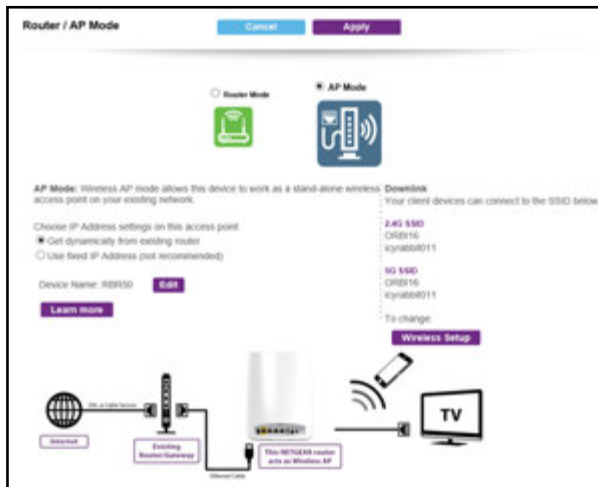 Router / AP Mode
Cancel
Apply
Router Mode
AP Mode
AP Mode: Wireless AP mode allows this device to work as a stand-alone wireless
access point on your existing network.
Choose IP Address settings on this access point
Get dynamically from existing router
Use fixed IP Address (not recommended)
Device Name: RBR50
Edit
Learn more
Downlink
Your client devices can connect to the SSID below
2.4G SSID
ORBI16
icyrabbit011
5G SSID
ORBI16
icyrabbit011
To change:
Wireless Setup
DSL or Cable Service
Internet
Existing
Router/Gateway
Ethernet Cable
This NETGEAR router
acts as Wireless AP
TV